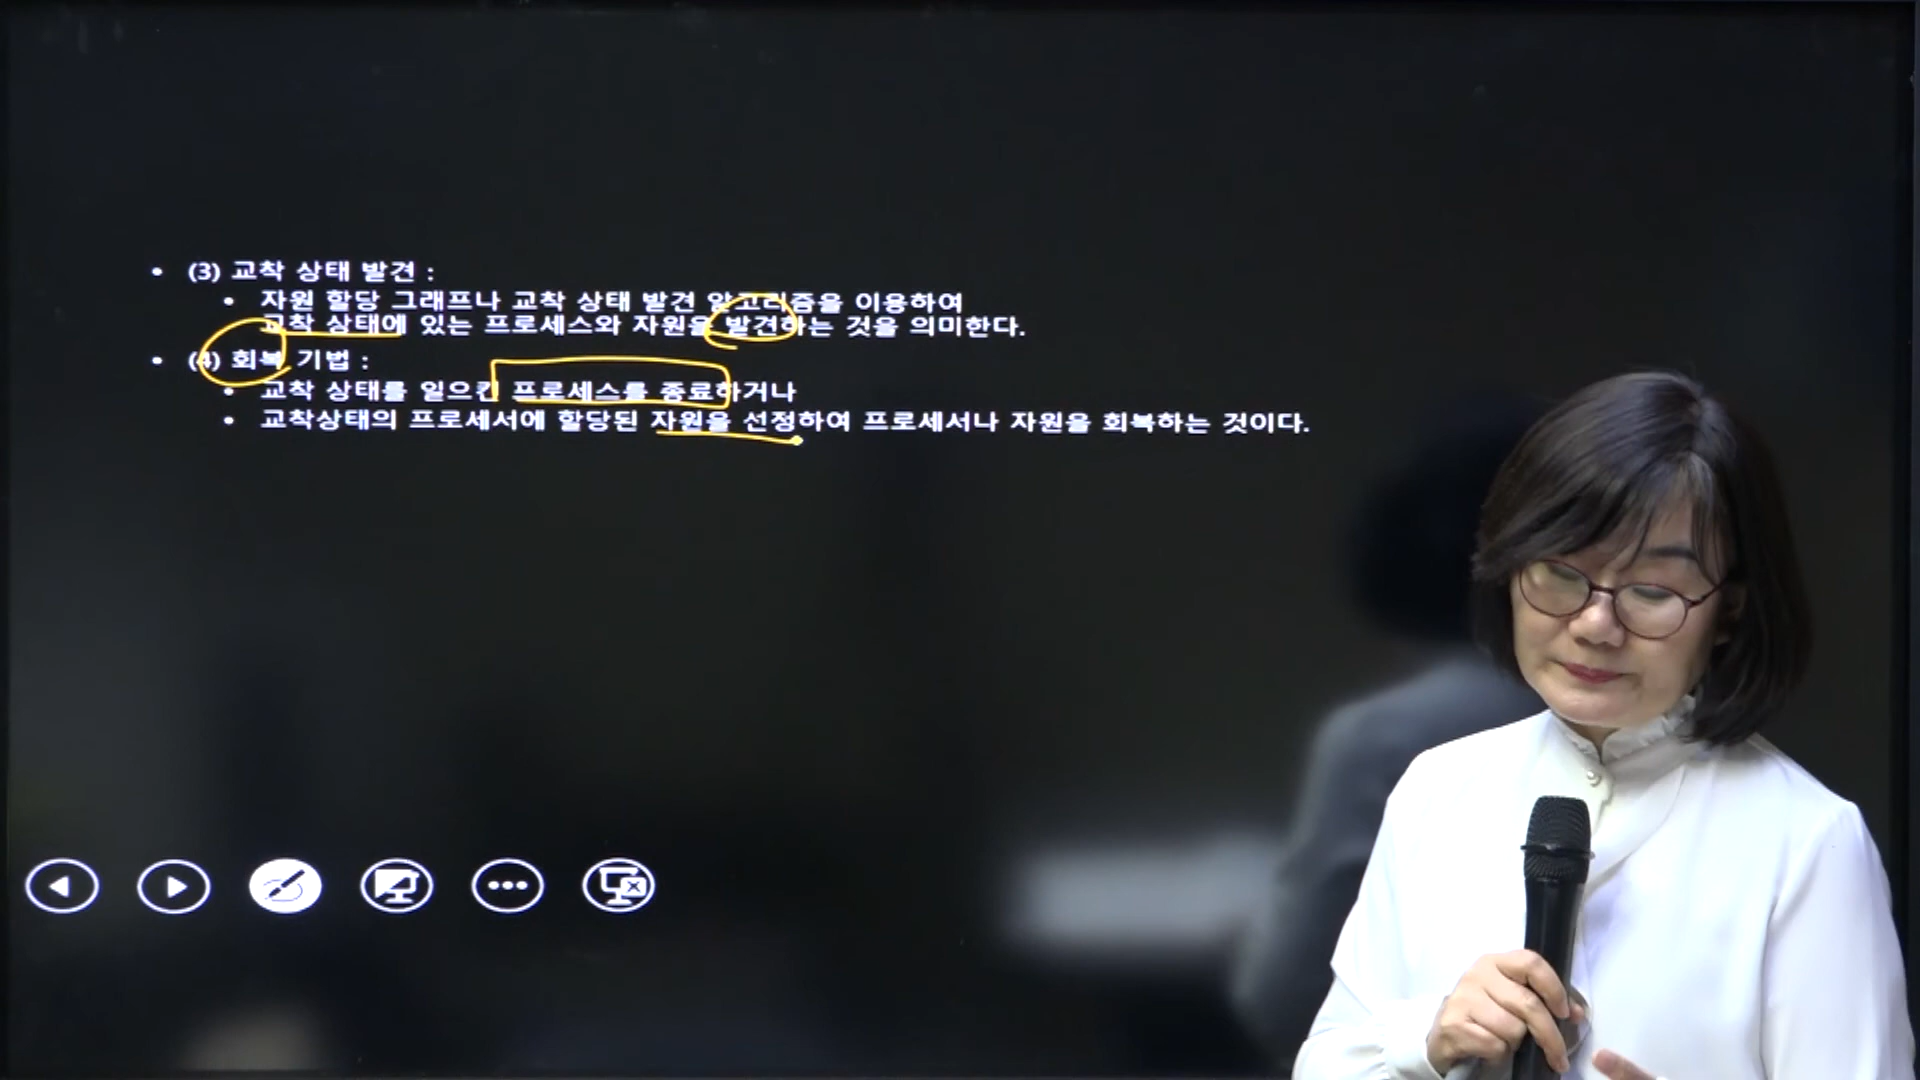 • (3) 교착 상태 발견 :
• 자원 할당 그래프나 교착 상태 발견 알고리즘을 이용하여
교착 상태에 있는 프로세스와 자원을 발견하는 것을 의미한다.
• (4) 회복 기법 :
• 교착 상태를 일으킨 프로세스를 종료하거나
• 교착상태의 프로세서에 할당된 자원을 선정하여 프로세서나 자원을 회복하는 것이다.